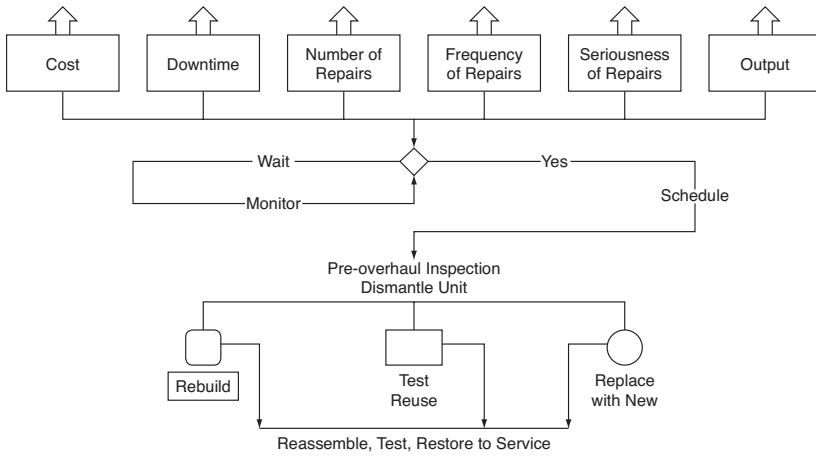 Cost
Downtime
Number of
Repairs
Frequency
of Repairs
Seriousness
of Repairs
Output
Wait
Yes
Monitor
Schedule
Pre-overhaul Inspection
Dismantle Unit
Rebuild
Test
Reuse
Replace
with New
Reassemble, Test, Restore to Service